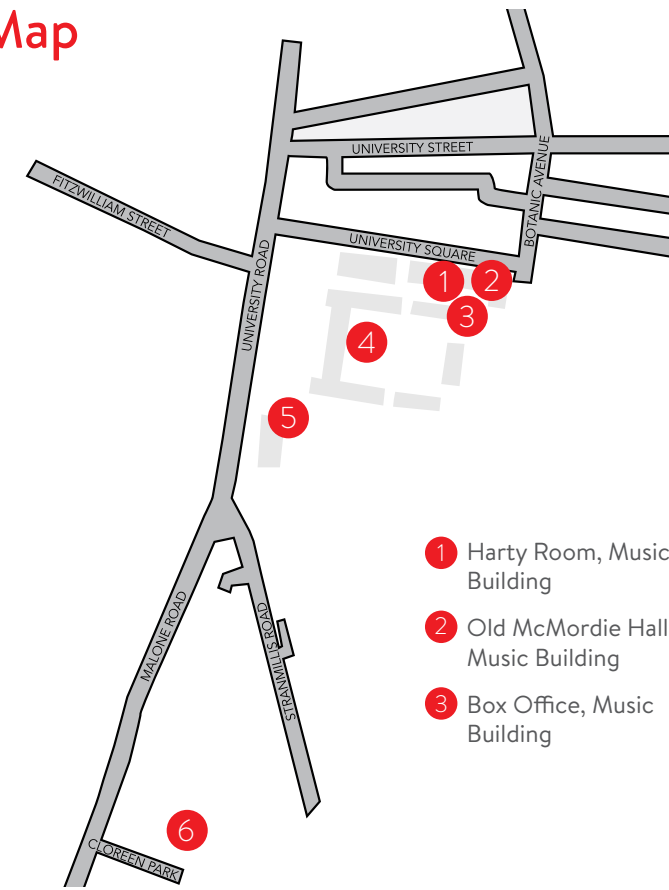 Map
UNIVERSITY STREET
BOTANIC AVENUE
FITZWILLIAM STREET
UNIVERSITY SQUARE
UNIVERSITY ROAD
1
2
3
4
5
MALONE ROAD
STRANMILLIS ROAD
6
CLOREEN PARK
1 Harty Room, Music
Building
2 Old McMordie Hall
Music Building
3 Box Office, Music
Building